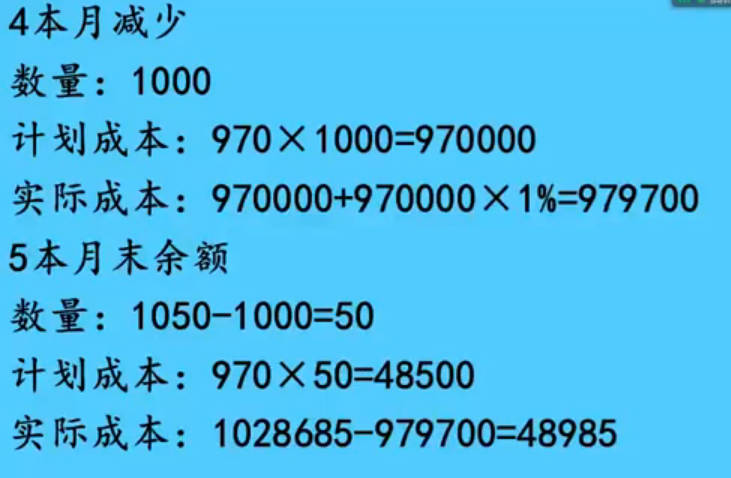 4本月减少
数量：1000
计划成本：970×1000=970000
实际成本：970000+970000×1%=979700
5本月末余额
数量：1050-1000=50
计划成本：970×50=48500
实际成本：1028685-979700=48985